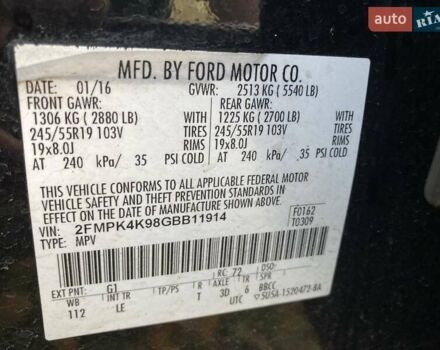 AUTO RIA
MFD. BY FORD MOTOR CO.
DATE: 01/16 GVWR: 2513 KG ( 5540 LB)
FRONT GAWR: REAR GAWR:
1306 KG ( 2880 LB) WITH 1225 KG ( 2700 LB) WITH
245/55R19 103V TIRES 245/55R19 103V TIRES
19x8.0J RIMS 19x8.0J RIMS
AT 240 kPa/ 35 PSI COLD AT 240 kPa/ 35 PSI COLD
THIS VEHICLE CONFORMS TO ALL APPLICABLE FEDERAL MOTOR
VEHICLE SAFETY AND THEFT PREVENTION STANDARDS IN
EFFECT ON THE DATE OF MANUFACTURE SHOWN ABOVE.
VIN: 2FMPK4K98GBB11914 F0162
TYPE: MPV T0309
EXT PNT: G1 RC: 72 DSO:
WB INT TR TP/PS R AXLE TR SPR BBCC
112 LE T 3D 6
UTC 5U5A-1520472-BA